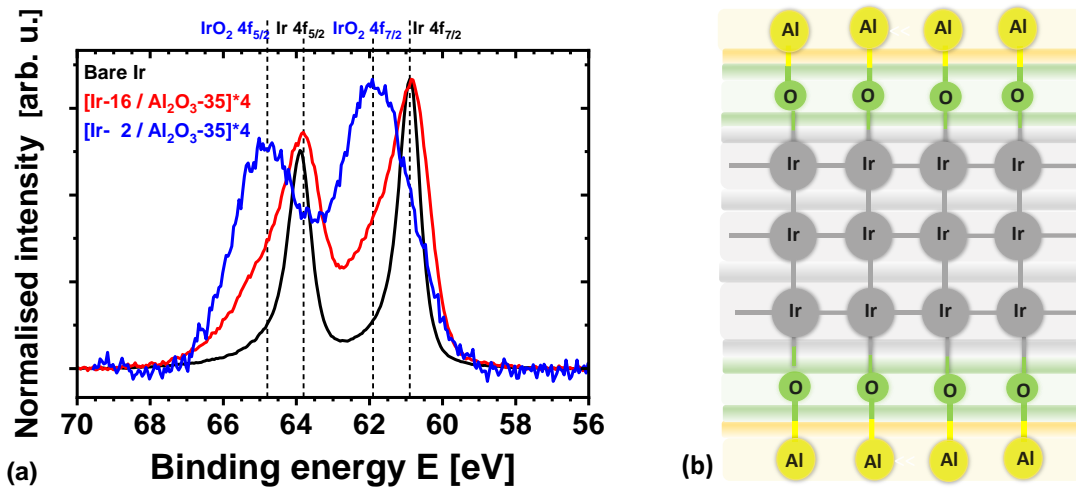 IrO2 4f5/2 Ir 4f5/2 IrO2 4f7/2 Ir 4f7/2
Bare Ir
[Ir-16 / Al2O3-35]*4
[Ir- 2 / Al2O3-35]*4
Normalised intensity [arb. u.]
70 68 66 64 62 60 58 56
Binding energy E [eV]
(a)
Al Al Al Al
O O O O
Ir Ir Ir Ir
Ir Ir Ir Ir
Ir Ir Ir Ir
O O O O
Al Al Al Al
(b)